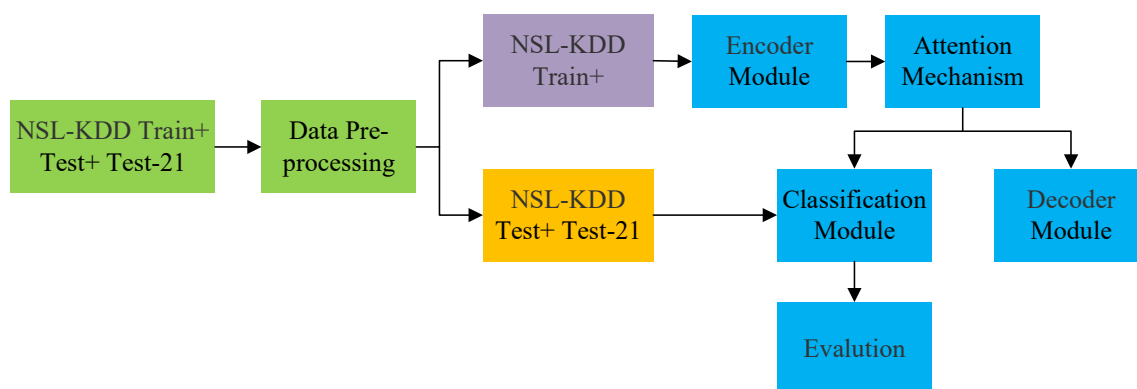 NSL-KDD Train+
Test+ Test-21
Data Pre-
processing
NSL-KDD
Train+
Encoder
Module
Attention
Mechanism
NSL-KDD
Test+ Test-21
Classification
Module
Decoder
Module
Evalution